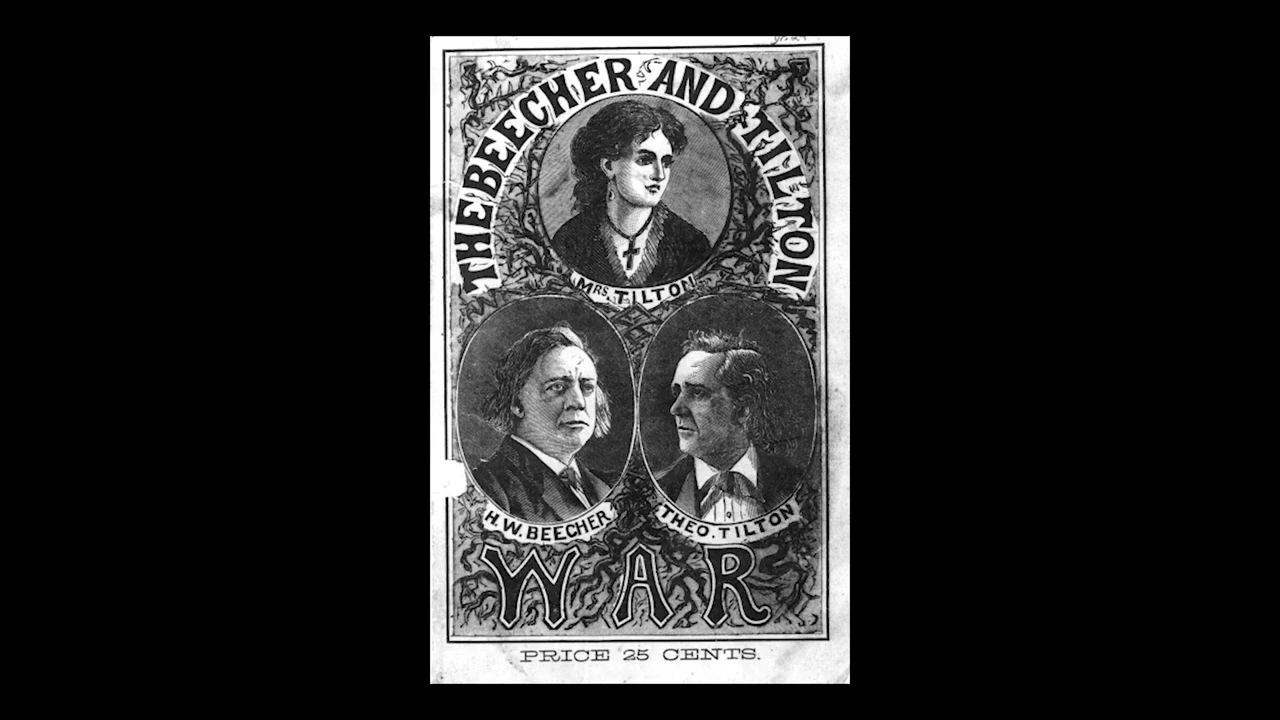 THE BEECHER AND TILTON
MRS. TILTON
H. W. BEECHER
THEO. TILTON
WAR
PRICE 25 CENTS.